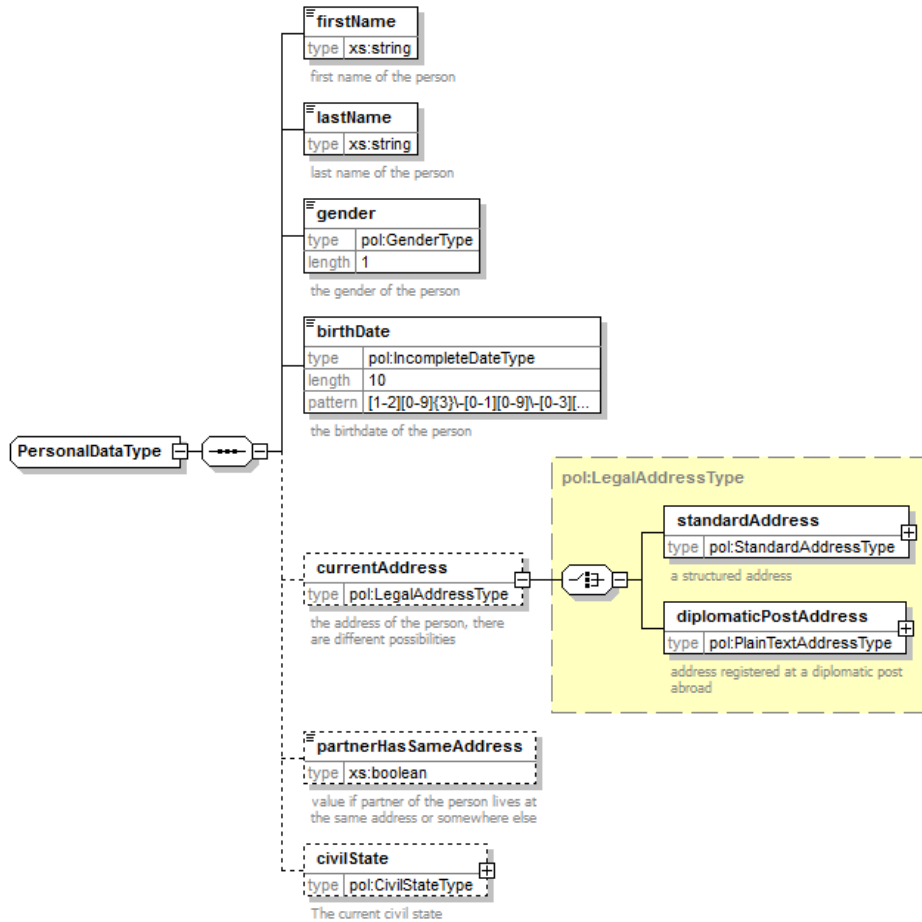 firstName
type xs:string
first name of the person
lastName
type xs:string
last name of the person
gender
type pol:GenderType
length 1
the gender of the person
birthDate
type pol:IncompleteDateType
length 10
pattern [1-2][0-9]{3}\-[0-1][0-9]\-[0-3][...
the birthdate of the person
PersonalDataType
currentAddress
type pol:LegalAddressType
the address of the person, there
are different possibilities
pol:LegalAddressType
standardAddress
type pol:StandardAddressType
a structured address
diplomaticPostAddress
type pol:PlainTextAddressType
address registered at a diplomatic post
abroad
partnerHasSameAddress
type xs:boolean
value if partner of the person lives at
the same address or somewhere else
civilState
type pol:CivilStateType
The current civil state